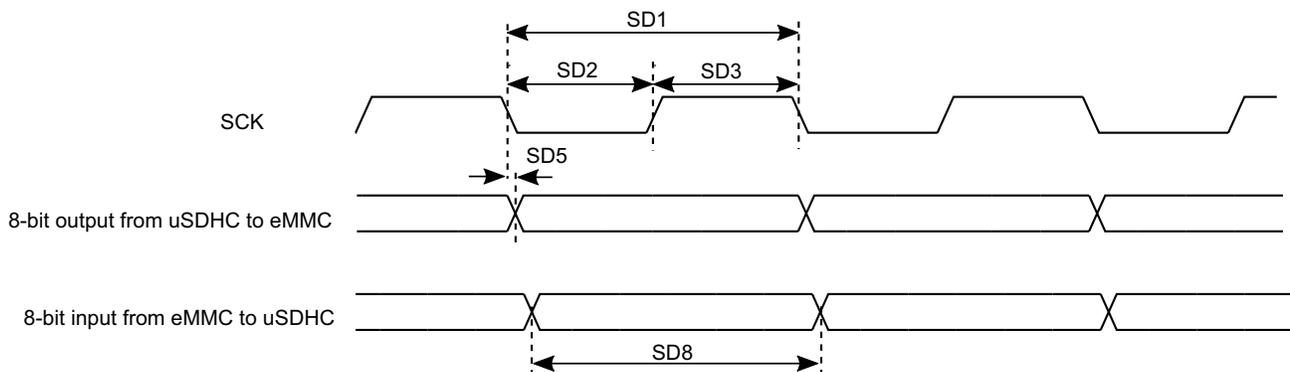 SD1
SD2
SD3
SCK
SD5
8-bit output from uSDHC to eMMC
8-bit input from eMMC to uSDHC
SD8